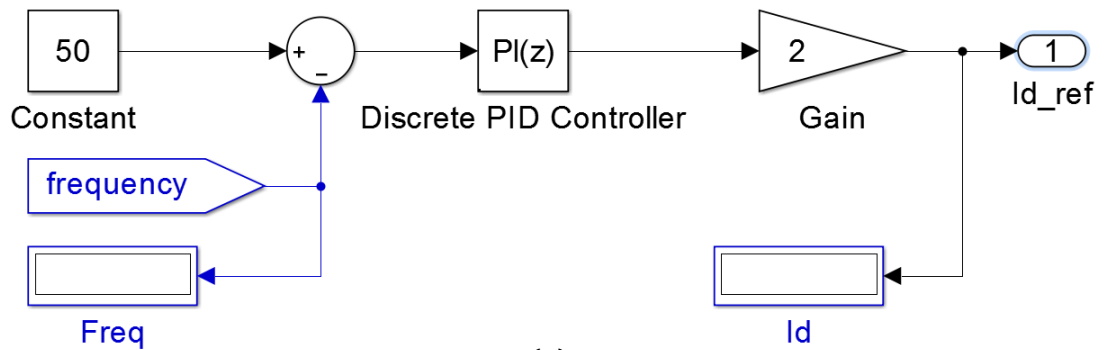 50
+
−
PI(z)
2
1
Constant
Discrete PID Controller
Gain
Id_ref
frequency
Freq
Id